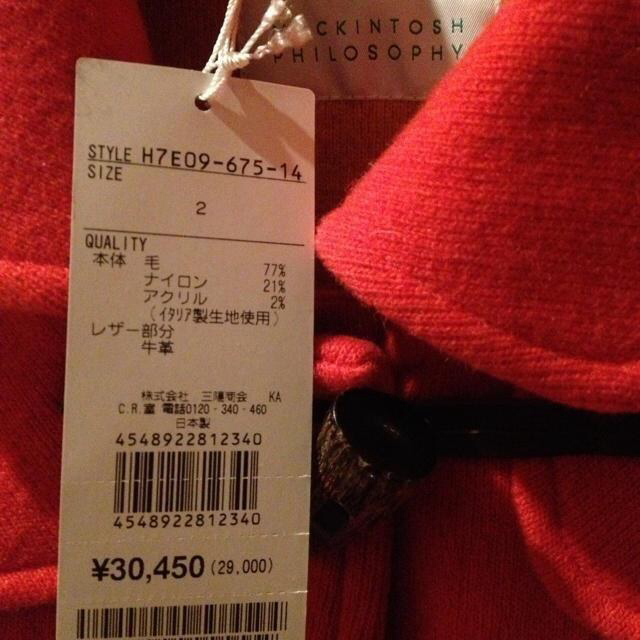 CKINTOSH
PHILOSOPHY
STYLE H7E09-675-14
SIZE
2
QUALITY
本体 毛 77%
ナイロン 21%
アクリル 2%
(イタリア製生地使用)
レザー部分
牛革
株式会社 三陽商会 KA
C.R.室 電話0120-340-460
日本製
4548922812340
4548922812340
¥30,450 (29,000)